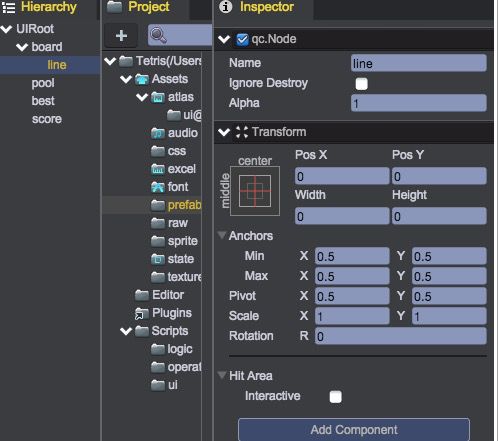 Hierarchy
UIRoot
board
line
pool
best
score
Project
+
Tetris(/Users
Assets
atlas
ui@
audio
css
excel
font
prefab
raw
sprite
state
texture
Editor
Plugins
Scripts
logic
operat
ui
Inspector
qc.Node
Name line
Ignore Destroy
Alpha 1
Transform
center
middle
Pos X Pos Y
0 0
Width Height
0 0
Anchors
Min X 0.5 Y 0.5
Max X 0.5 Y 0.5
Pivot X 0.5 Y 0.5
Scale X 1 Y 1
Rotation R 0
Hit Area
Interactive
Add Component